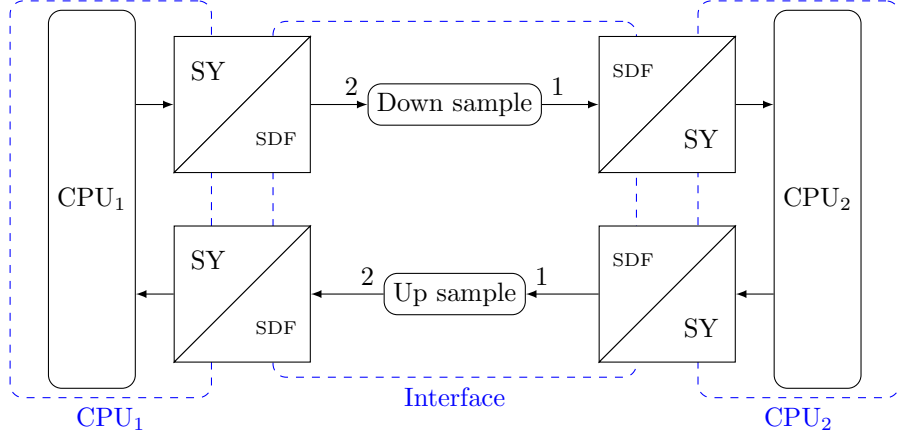 SY
SDF
2
Down sample
1
SDF
SY
CPU₁
CPU₂
SY
SDF
2
Up sample
1
SDF
SY
Interface
CPU₁
CPU₂